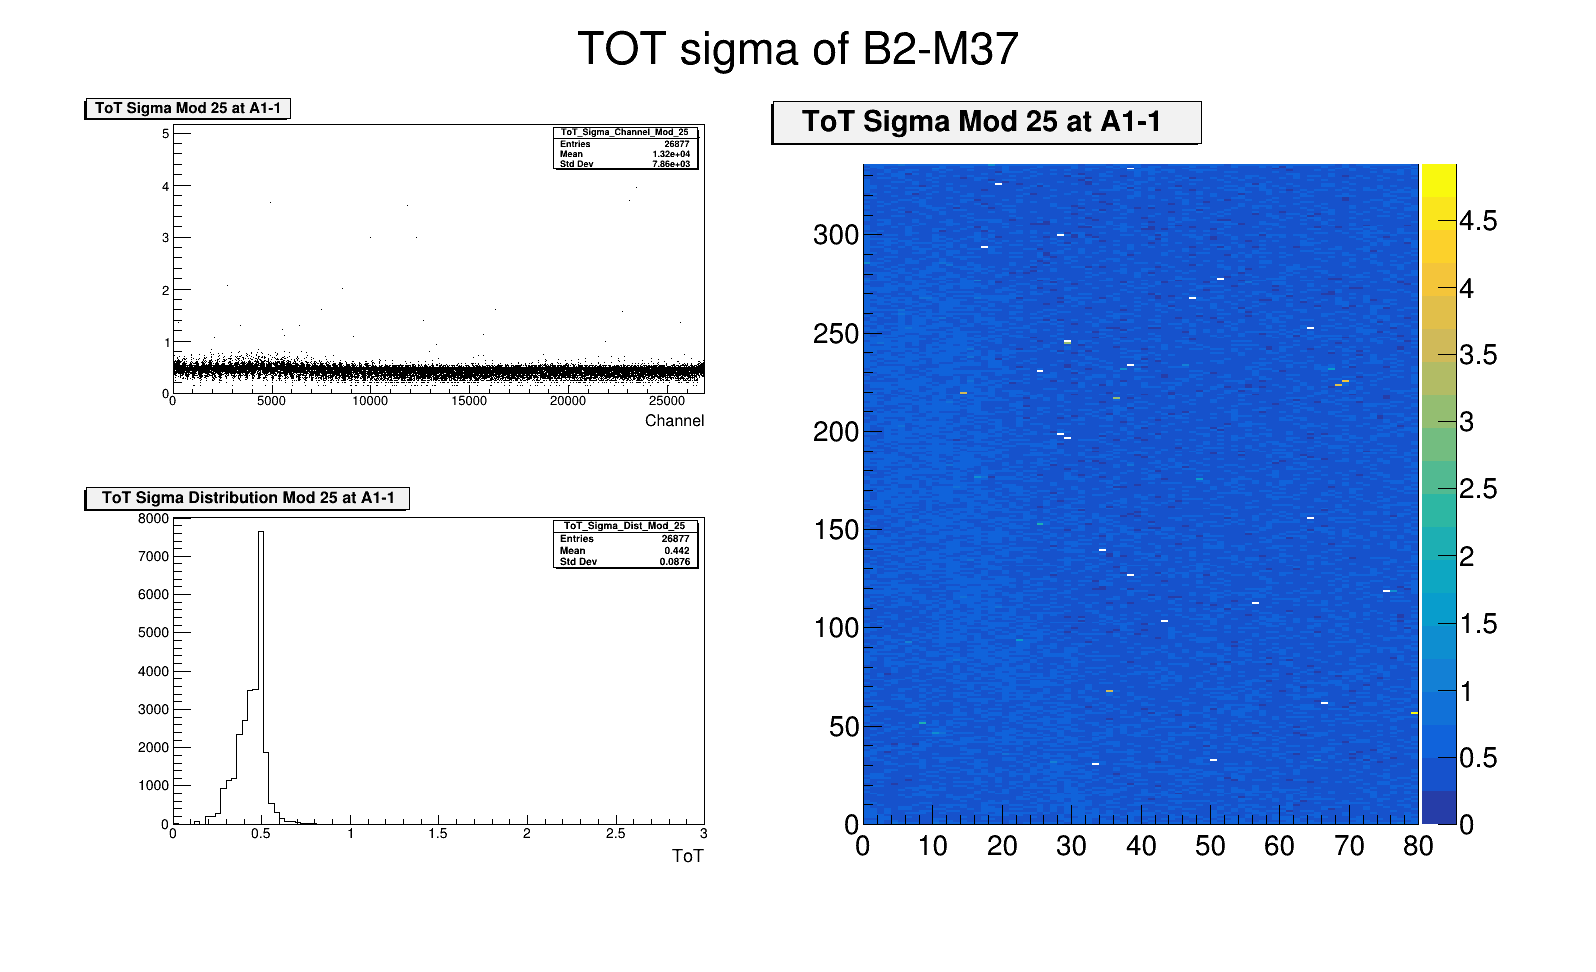 TOT sigma of B2-M37
ToT Sigma Mod 25 at A1-1
ToT_Sigma_Channel_Mod_25
Entries 26877
Mean 1.32e+04
Std Dev 7.86e+03
5
4
3
2
1
0
0 5000 10000 15000 20000 25000
Channel
ToT Sigma Distribution Mod 25 at A1-1
ToT_Sigma_Dist_Mod_25
Entries 26877
Mean 0.442
Std Dev 0.0876
8000
7000
6000
5000
4000
3000
2000
1000
0
0 0.5 1 1.5 2 2.5 3
ToT
ToT Sigma Mod 25 at A1-1
300
250
200
150
100
50
0
0 10 20 30 40 50 60 70 80
4.5
4
3.5
3
2.5
2
1.5
1
0.5
0